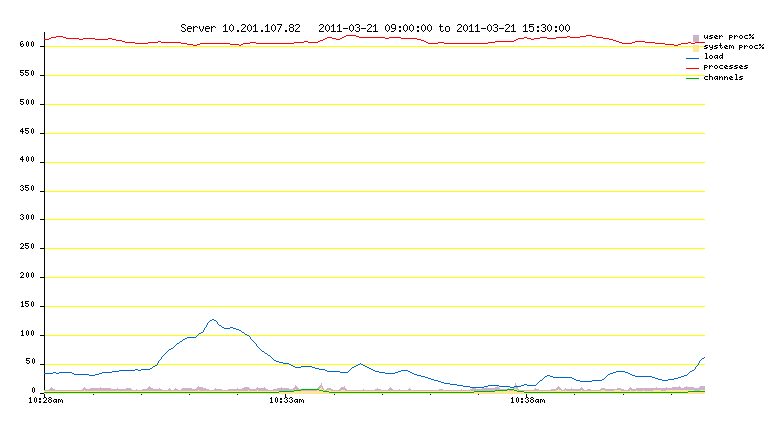 Server 10.201.107.82   2011-03-21 09:00:00 to 2011-03-21 15:30:00
user proc%
system proc%
load
processes
channels
600
550
500
450
400
350
300
250
200
150
100
50
0
10:28am
10:33am
10:38am